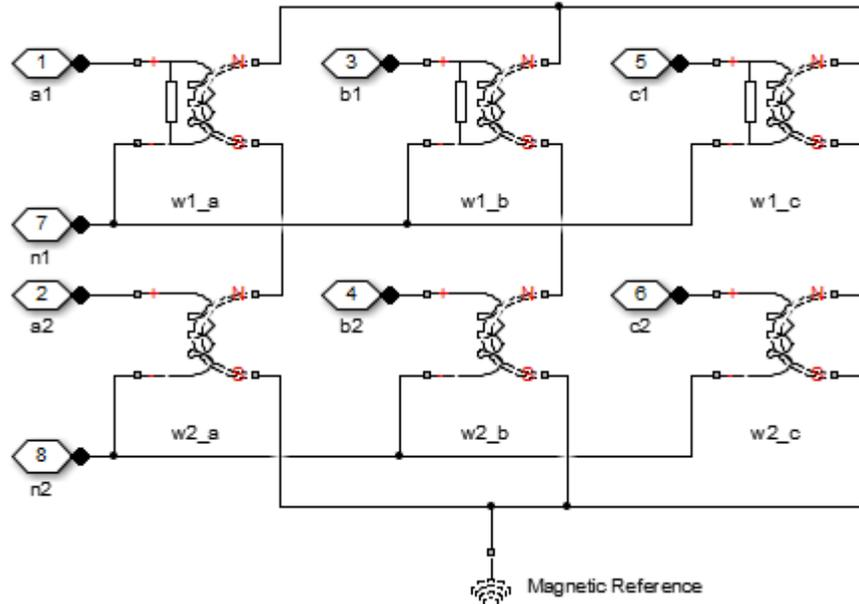 1 3 5
a1 b1 c1
+ N + N + N
- S - S - S
w1_a w1_b w1_c
7
n1
2 4 6
a2 b2 c2
+ N + N + N
- S - S - S
w2_a w2_b w2_c
8
n2
Magnetic Reference